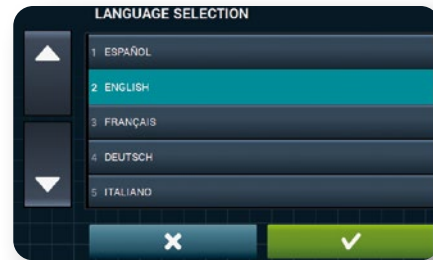 LANGUAGE SELECTION
1 ESPAÑOL
2 ENGLISH
3 FRANÇAIS
4 DEUTSCH
5 ITALIANO